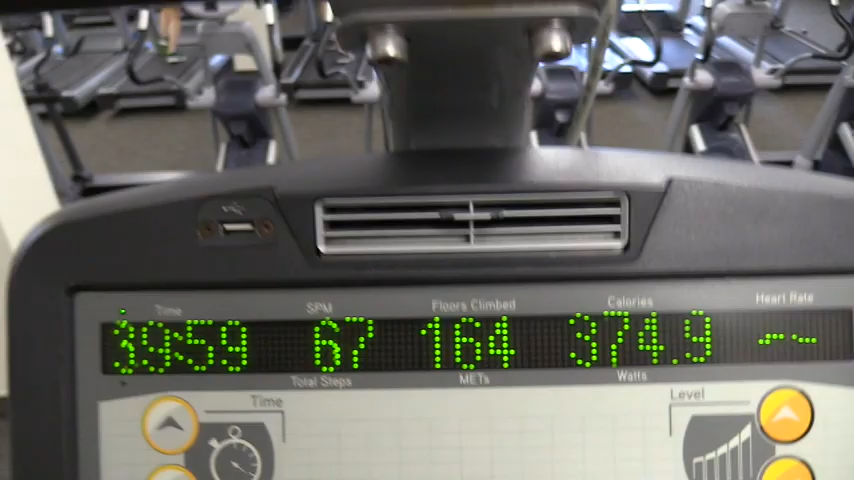 Time SPM Floors Climbed Calories Heart Rate
39:59 67 164 374.9 --
Total Steps METs Watts
Time Level